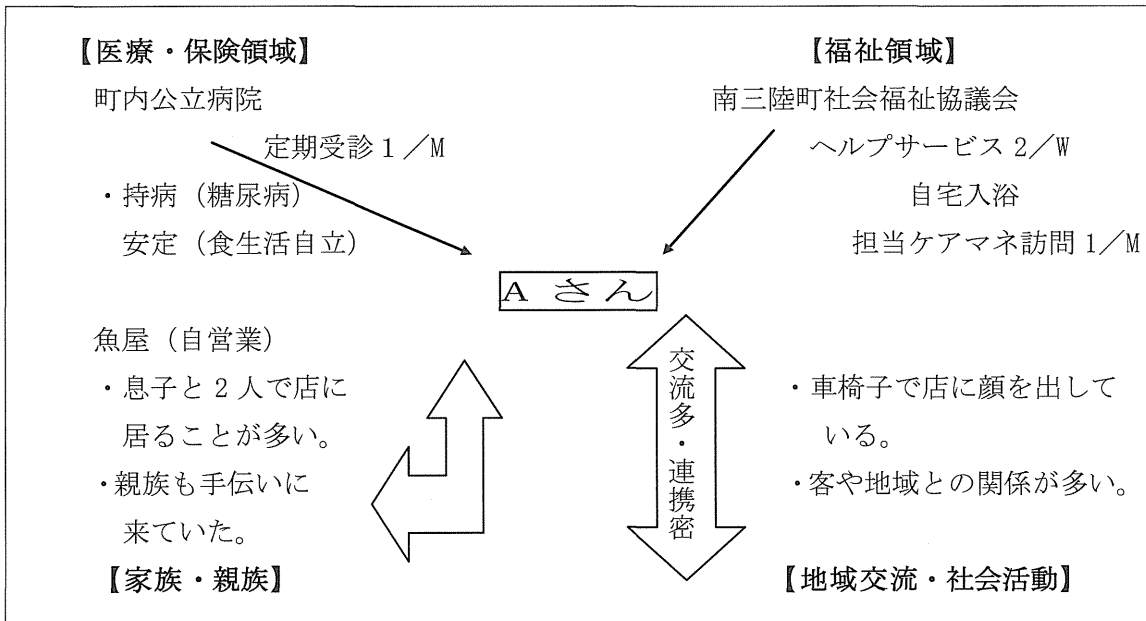 【医療・保険領域】
町内公立病院
定期受診1/M
・持病(糖尿病)
安定(食生活自立)
【福祉領域】
南三陸町社会福祉協議会
ヘルプサービス2/W
自宅入浴
担当ケアマネ訪問1/M
Aさん
魚屋(自営業)
・息子と2人で店に
居ることが多い。
・親族も手伝いに
来ていた。
【家族・親族】
交流多・連携密
・車椅子で店に顔を出して
いる。
・客や地域との関係が多い。
【地域交流・社会活動】